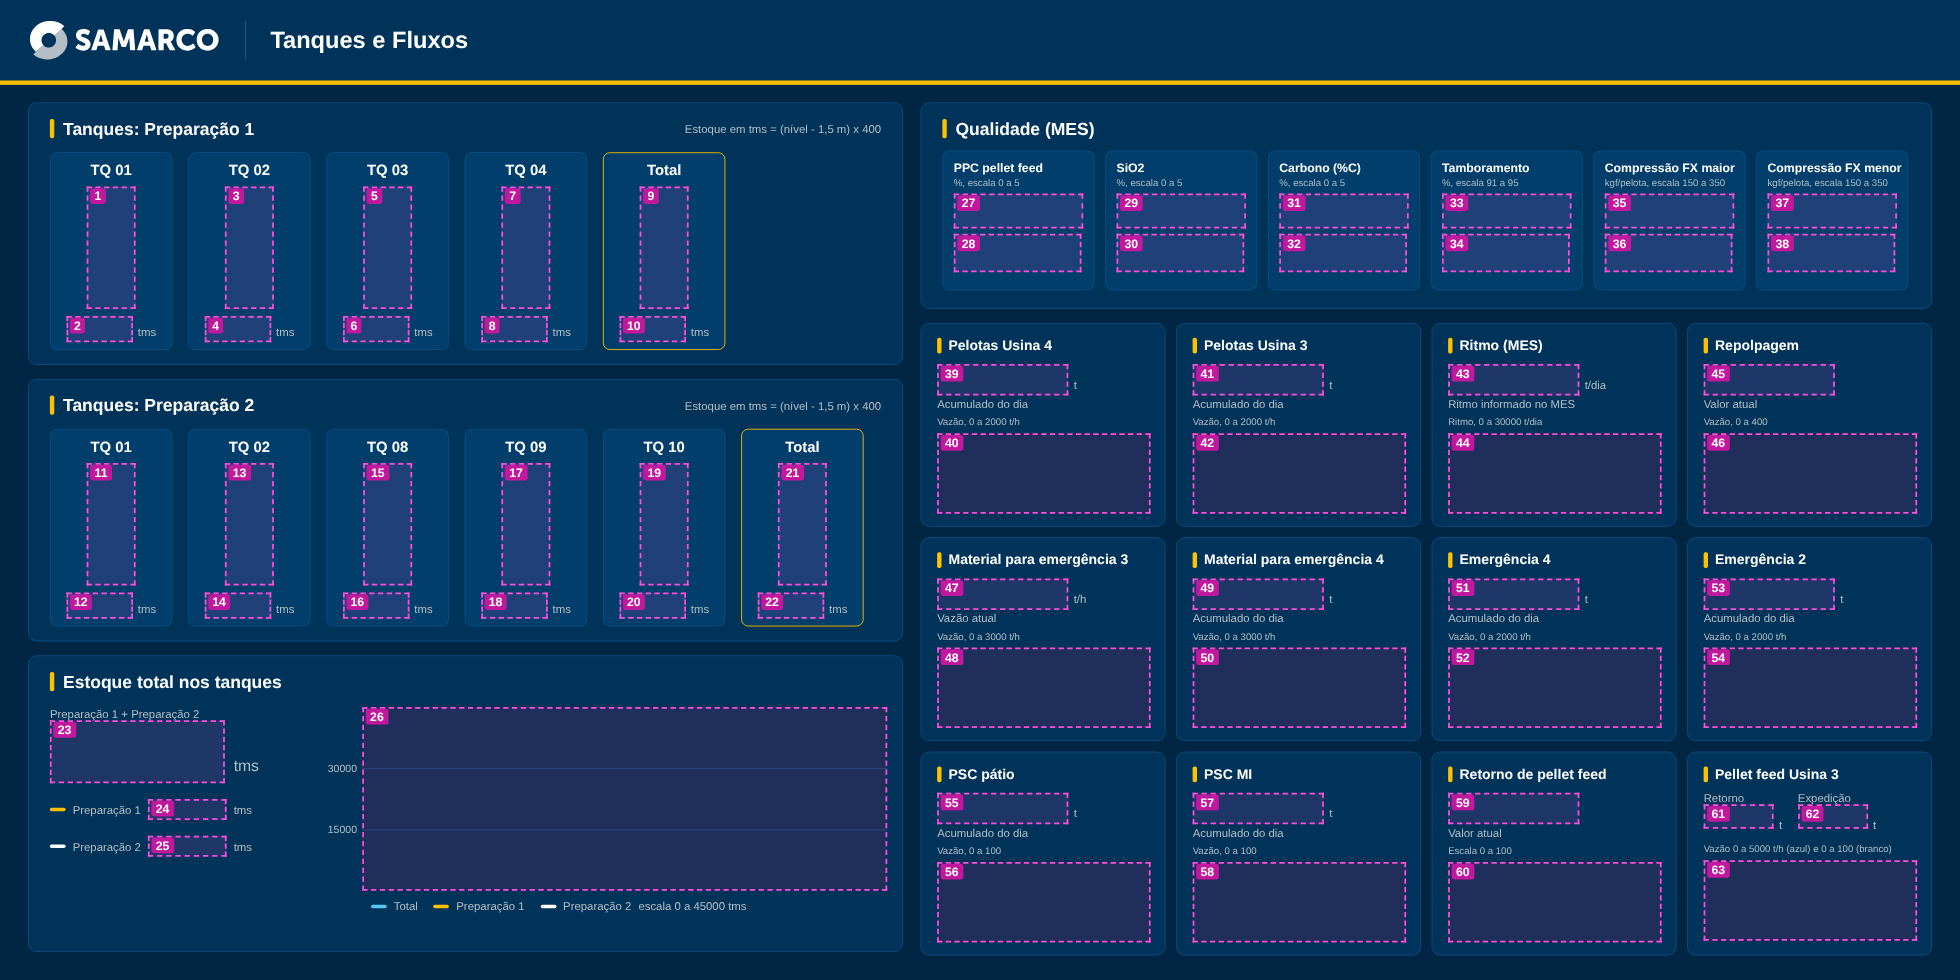 SAMARCO
Tanques e Fluxos
Tanques: Preparação 1
Estoque em tms = (nível - 1,5 m) x 400
TQ 01
TQ 02
TQ 03
TQ 04
Total
1
3
5
7
9
2 tms
4 tms
6 tms
8 tms
10 tms
Tanques: Preparação 2
Estoque em tms = (nível - 1,5 m) x 400
TQ 01
TQ 02
TQ 08
TQ 09
TQ 10
Total
11
13
15
17
19
21
12 tms
14 tms
16 tms
18 tms
20 tms
22 tms
Estoque total nos tanques
Preparação 1 + Preparação 2
23 tms
Preparação 1 24 tms
Preparação 2 25 tms
26
30000
15000
Total
Preparação 1
Preparação 2 escala 0 a 45000 tms
Qualidade (MES)
PPC pellet feed
%, escala 0 a 5
27
28
SiO2
%, escala 0 a 5
29
30
Carbono (%C)
%, escala 0 a 5
31
32
Tamboramento
%, escala 91 a 95
33
34
Compressão FX maior
kgf/pelota, escala 150 a 350
35
36
Compressão FX menor
kgf/pelota, escala 150 a 350
37
38
Pelotas Usina 4
39 t
Acumulado do dia
Vazão, 0 a 2000 t/h
40
Pelotas Usina 3
41 t
Acumulado do dia
Vazão, 0 a 2000 t/h
42
Ritmo (MES)
43 t/dia
Ritmo informado no MES
Ritmo, 0 a 30000 t/dia
44
Repolpagem
45
Valor atual
Vazão, 0 a 400
46
Material para emergência 3
47 t/h
Vazão atual
Vazão, 0 a 3000 t/h
48
Material para emergência 4
49 t
Acumulado do dia
Vazão, 0 a 3000 t/h
50
Emergência 4
51 t
Acumulado do dia
Vazão, 0 a 2000 t/h
52
Emergência 2
53 t
Acumulado do dia
Vazão, 0 a 2000 t/h
54
PSC pátio
55 t
Acumulado do dia
Vazão, 0 a 100
56
PSC MI
57 t
Acumulado do dia
Vazão, 0 a 100
58
Retorno de pellet feed
59
Valor atual
Escala 0 a 100
60
Pellet feed Usina 3
Retorno
Expedição
61 t
62 t
Vazão 0 a 5000 t/h (azul) e 0 a 100 (branco)
63